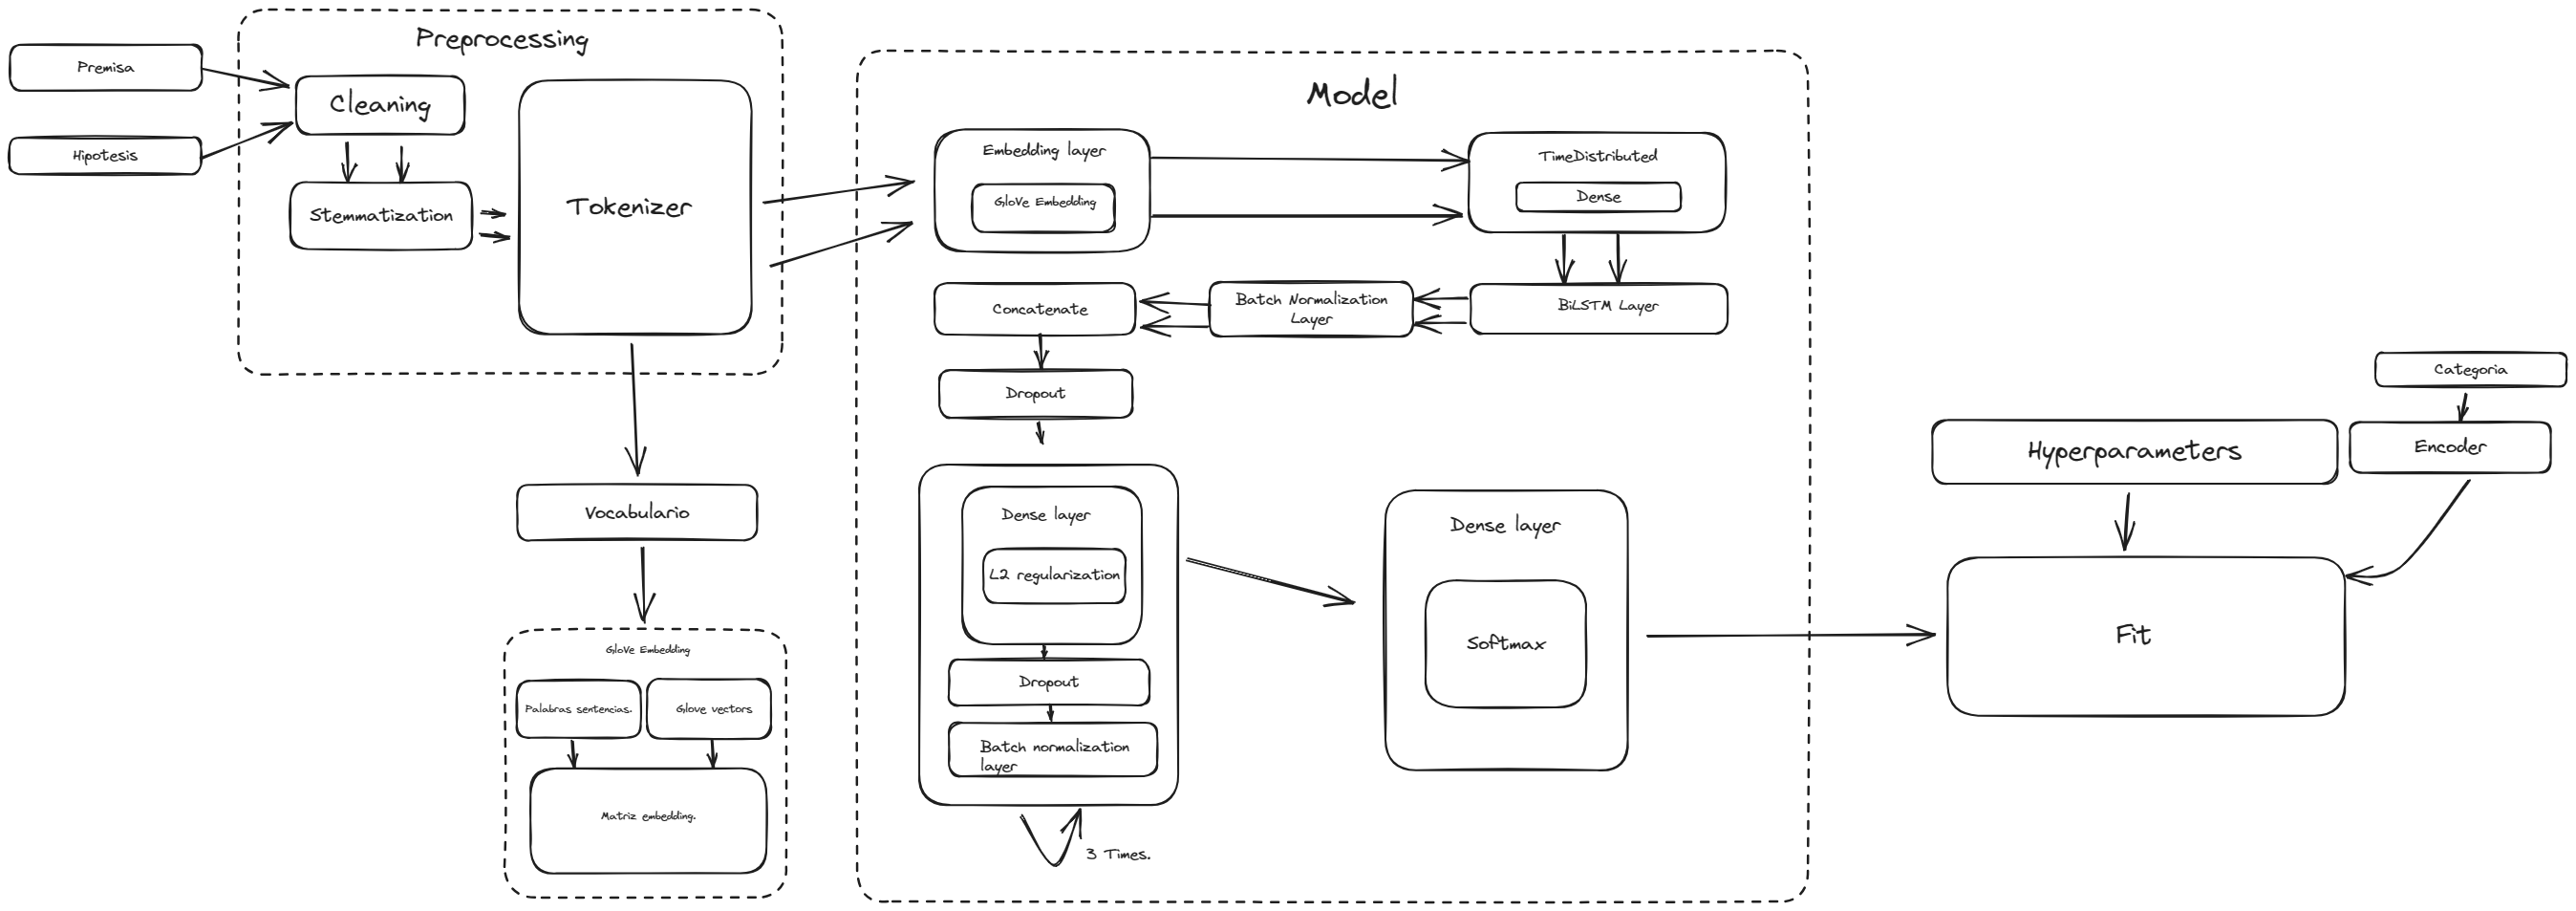 Preprocessing
Premisa
Hipotesis
Cleaning
Stemmatization
Tokenizer
Vocabulario
GloVe Embedding
Palabras sentencias.
Glove vectors
Matriz embedding.
Model
Embedding layer
GloVe Embedding
TimeDistributed
Dense
BiLSTM Layer
Batch Normalization
Layer
Concatenate
Dropout
Dense layer
L2 regularization
Dropout
Batch normalization
layer
3 Times.
Dense layer
Softmax
Categoria
Encoder
Hyperparameters
Fit